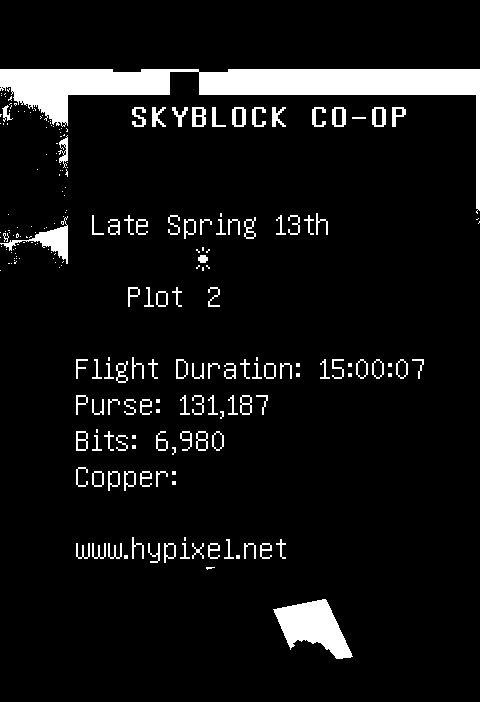 SKYBLOCK CO-OP
Late Spring 13th
Plot 2
Flight Duration: 15:00:07
Purse: 131,187
Bits: 6,980
Copper:
www.hypixel.net